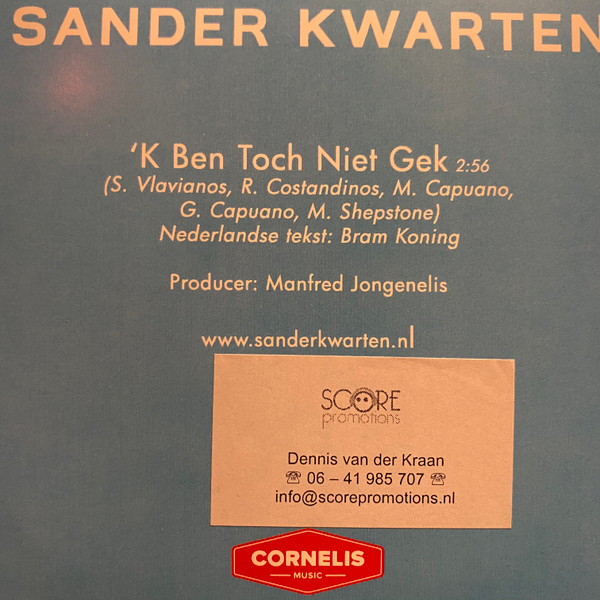 SANDER KWARTEN
‘K Ben Toch Niet Gek 2:56
(S. Vlavianos, R. Costandinos, M. Capuano,
G. Capuano, M. Shepstone)
Nederlandse tekst: Bram Koning
Producer: Manfred Jongenelis
www.sanderkwarten.nl
SCORE
promotions
Dennis van der Kraan
☎ 06 – 41 985 707 ☎
info@scorepromotions.nl
CORNELIS
MUSIC